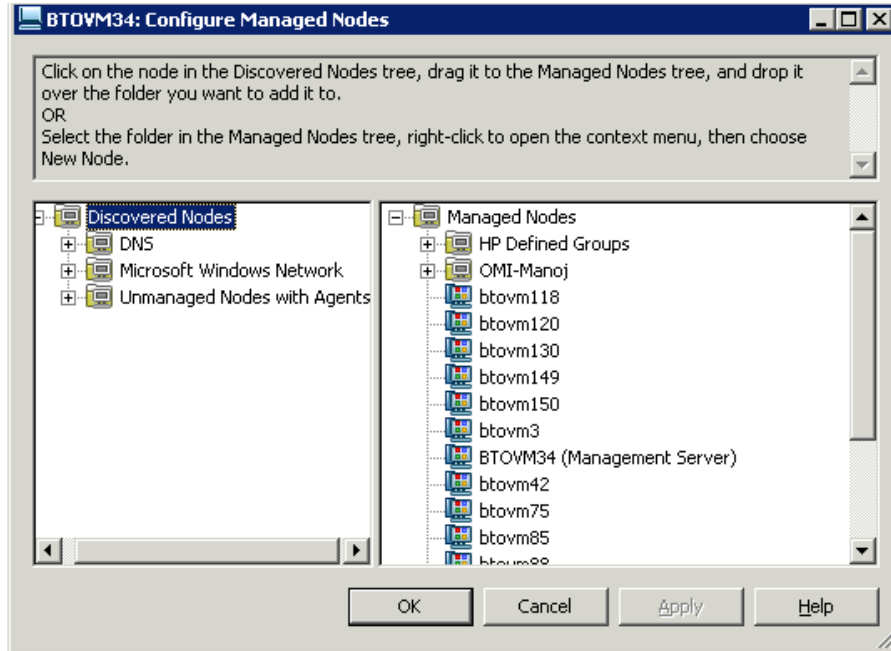 BTOVM34: Configure Managed Nodes
Click on the node in the Discovered Nodes tree, drag it to the Managed Nodes tree, and drop it
over the folder you want to add it to.
OR
Select the folder in the Managed Nodes tree, right-click to open the context menu, then choose
New Node.
Discovered Nodes
DNS
Microsoft Windows Network
Unmanaged Nodes with Agents
Managed Nodes
HP Defined Groups
OMI-Manoj
btovm118
btovm120
btovm130
btovm149
btovm150
btovm3
BTOVM34 (Management Server)
btovm42
btovm75
btovm85
OK
Cancel
Apply
Help